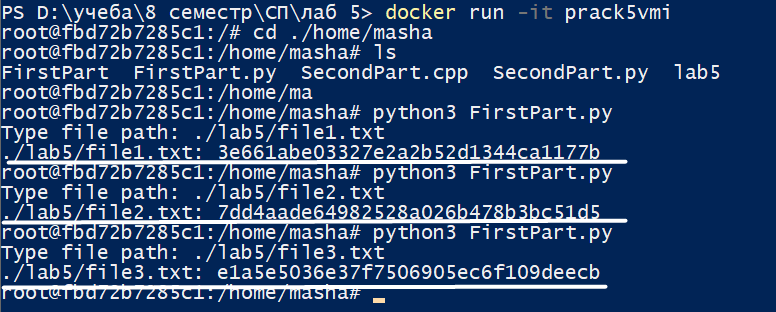 PS D:\учеба\8 семестр\СП\лаб 5> docker run -it prack5vmi
root@fbd72b7285c1:/# cd ./home/masha
root@fbd72b7285c1:/home/masha# ls
FirstPart  FirstPart.py  SecondPart.cpp  SecondPart.py  lab5
root@fbd72b7285c1:/home/ma
root@fbd72b7285c1:/home/masha# python3 FirstPart.py
Type file path: ./lab5/file1.txt
./lab5/file1.txt: 3e661abe03327e2a2b52d1344ca1177b
root@fbd72b7285c1:/home/masha# python3 FirstPart.py
Type file path: ./lab5/file2.txt
./lab5/file2.txt: 7dd4aade64982528a026b478b3bc51d5
root@fbd72b7285c1:/home/masha# python3 FirstPart.py
Type file path: ./lab5/file3.txt
./lab5/file3.txt: e1a5e5036e37f7506905ec6f109deecb
root@fbd72b7285c1:/home/masha#